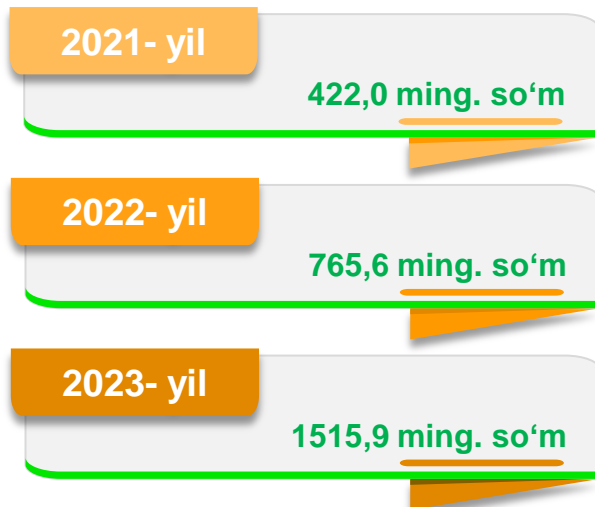 2021- yil
422,0 ming. so‘m
2022- yil
765,6 ming. so‘m
2023- yil
1515,9 ming. so‘m